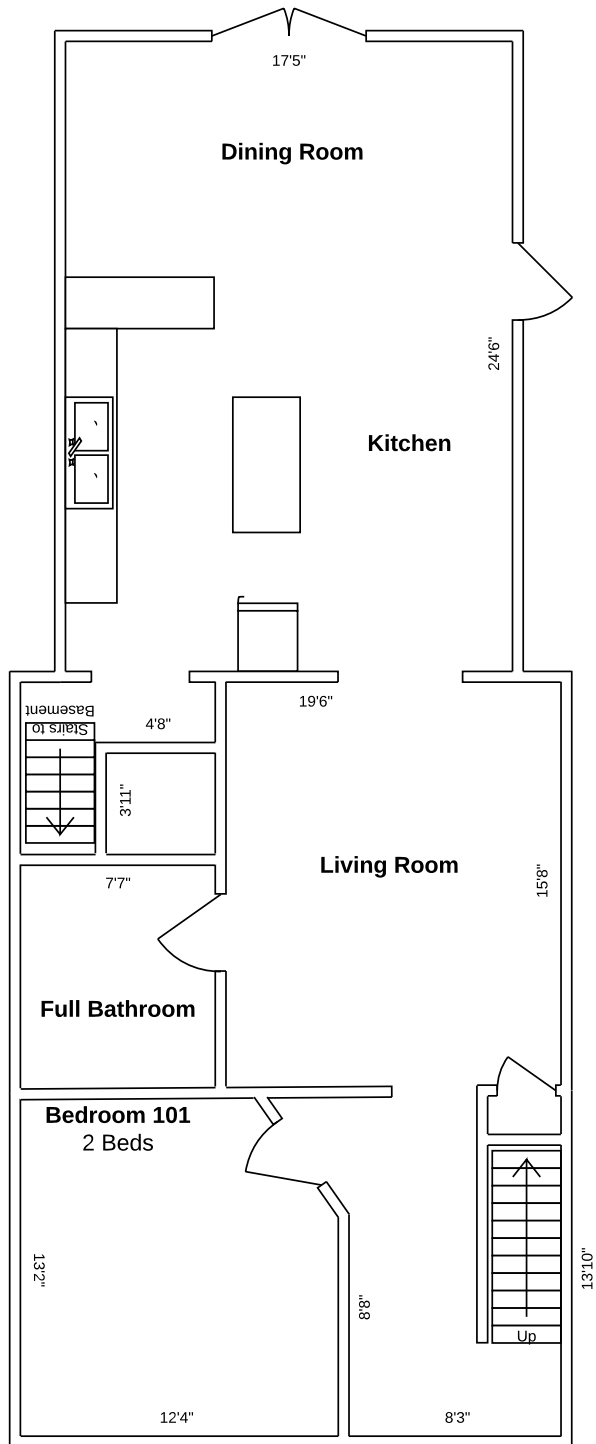 17'5"
Dining Room
24'6"
Kitchen
Stairs to
Basement
19'6"
4'8"
3'11"
Living Room
15'8"
7'7"
Full Bathroom
Bedroom 101
2 Beds
13'2"
13'10"
8'8"
Up
12'4"
8'3"